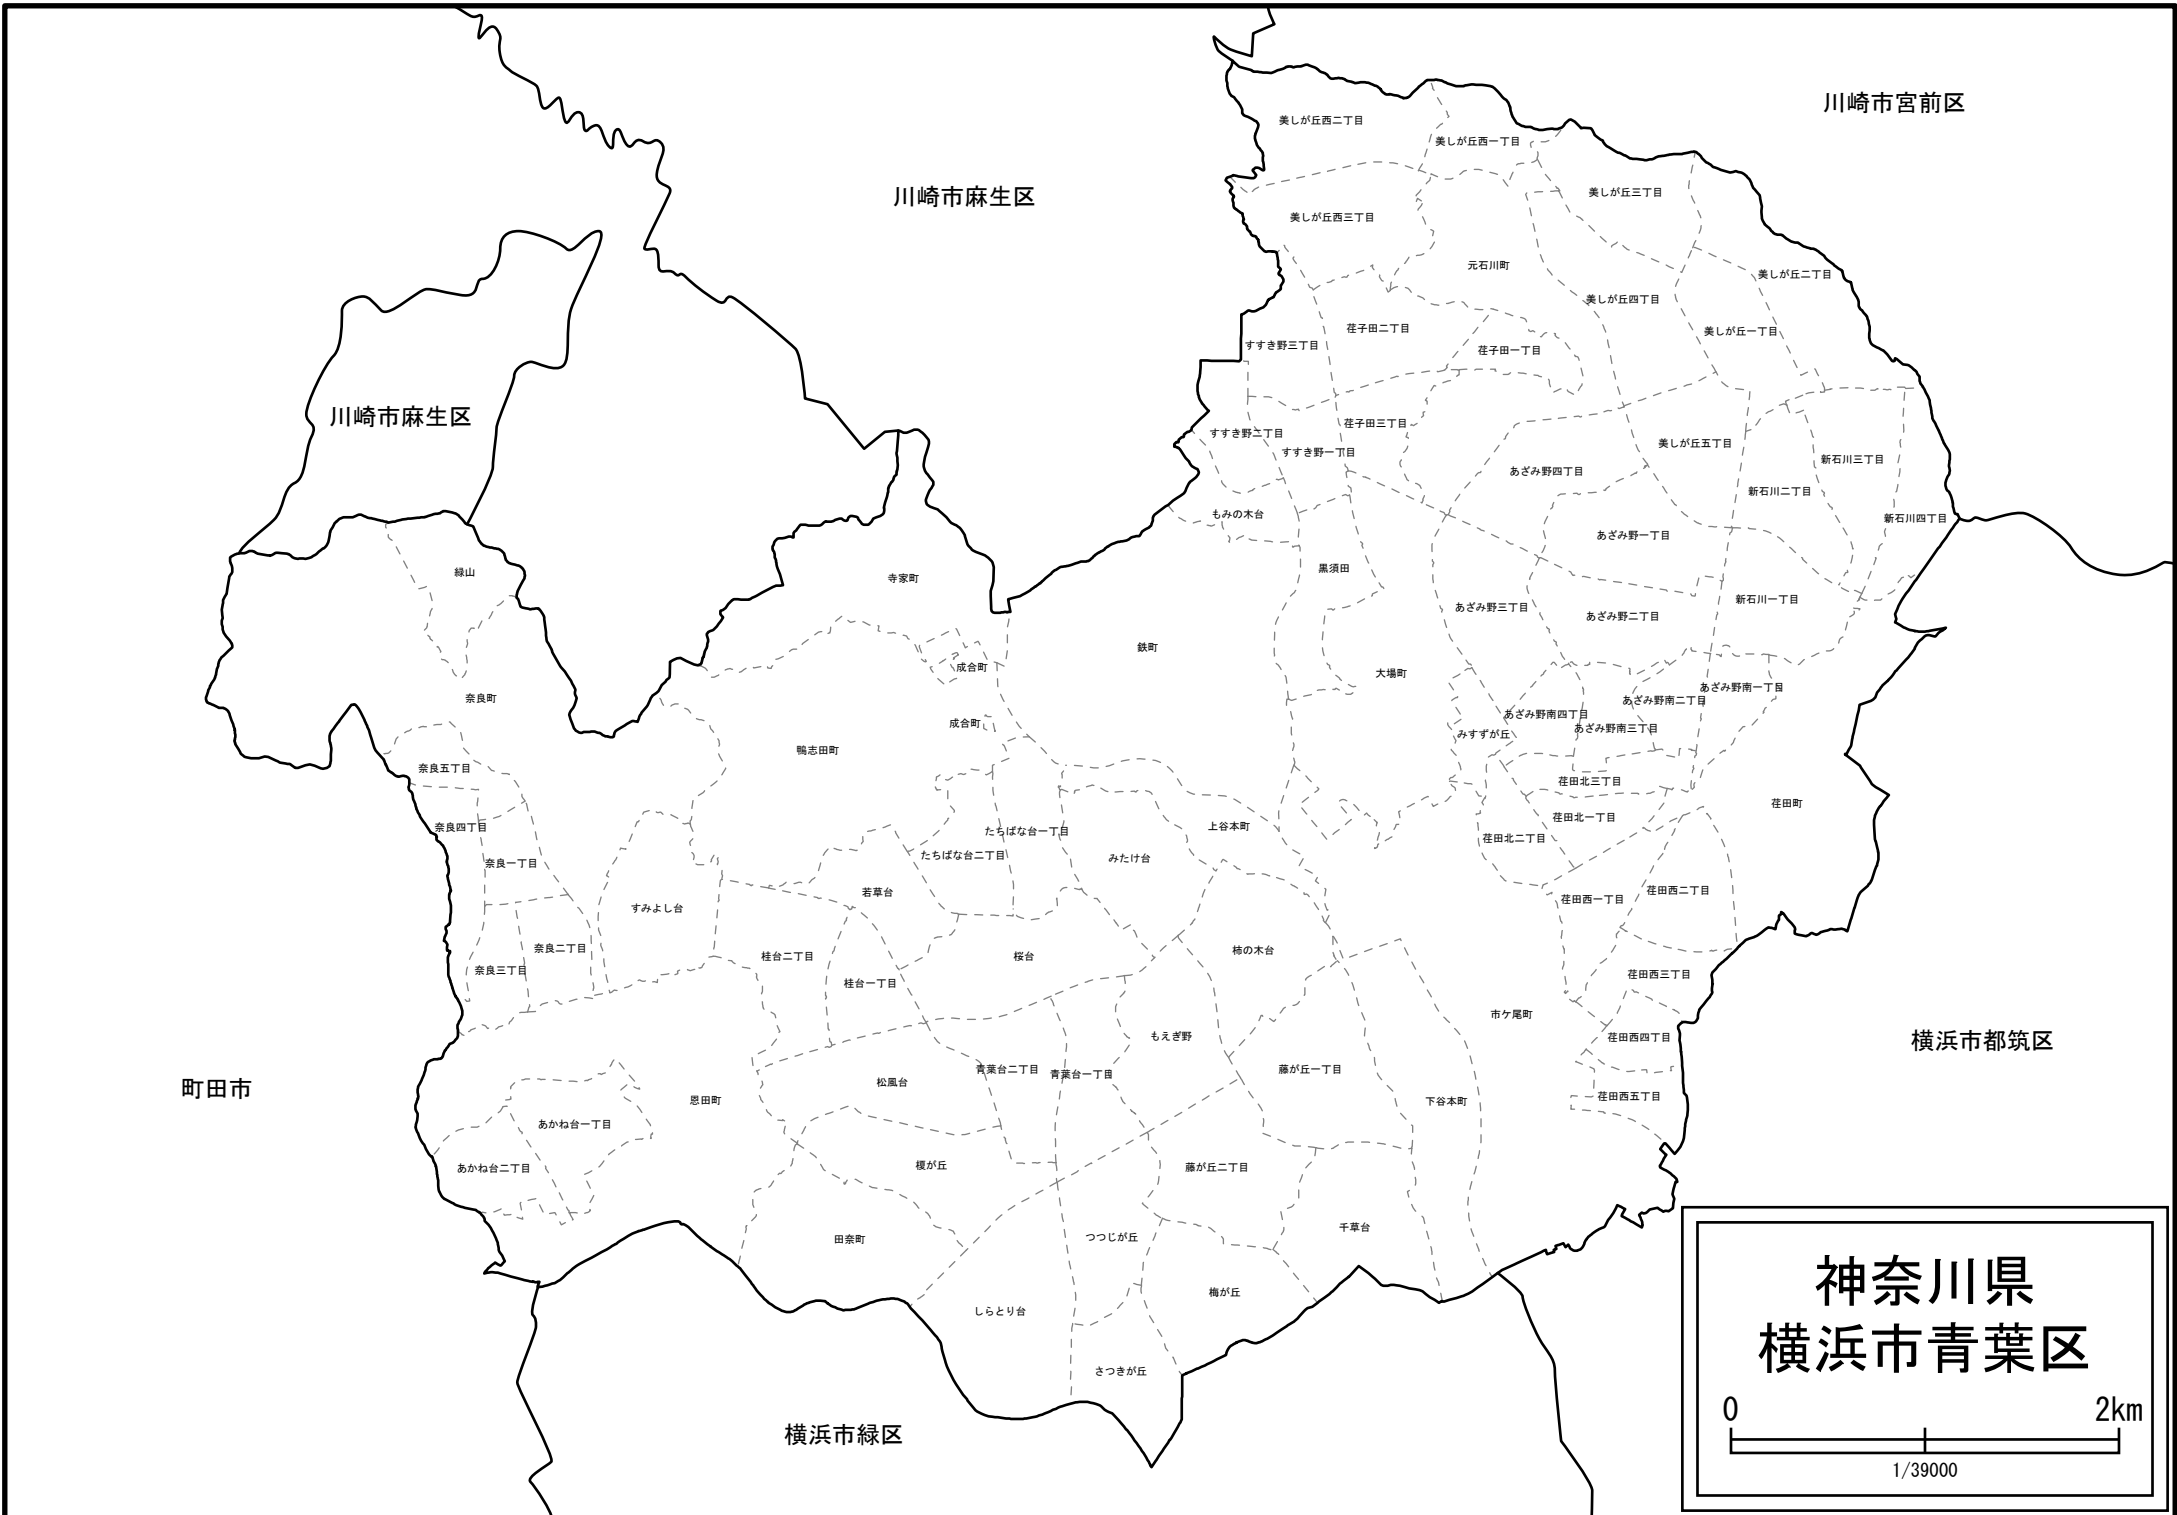 川崎市宮前区
美しが丘西二丁目
美しが丘西一丁目
美しが丘三丁目
川崎市麻生区
美しが丘西三丁目
元石川町
美しが丘二丁目
美しが丘四丁目
荏子田二丁目
美しが丘一丁目
すすき野三丁目
荏子田一丁目
川崎市麻生区
荏子田三丁目
すすき野二丁目
美しが丘五丁目
すすき野一丁目
新石川三丁目
あざみ野四丁目
新石川二丁目
もみの木台
新石川四丁目
あざみ野一丁目
緑山
黒須田
寺家町
新石川一丁目
あざみ野三丁目
あざみ野二丁目
鉄町
成合町
大場町
あざみ野南一丁目
奈良町
あざみ野南二丁目
あざみ野南四丁目
成合町
あざみ野南三丁目
みすずが丘
鴨志田町
奈良五丁目
荏田北三丁目
荏田町
荏田北一丁目
奈良四丁目
上谷本町
たちばな台一丁目
荏田北二丁目
たちばな台二丁目
みたけ台
奈良一丁目
若草台
荏田西二丁目
荏田西一丁目
すみよし台
奈良二丁目
柿の木台
桂台二丁目
桜台
奈良三丁目
荏田西三丁目
桂台一丁目
市ケ尾町
もえぎ野
荏田西四丁目
横浜市都筑区
青葉台二丁目
藤が丘一丁目
青葉台一丁目
松風台
町田市
荏田西五丁目
恩田町
下谷本町
あかね台一丁目
榎が丘
藤が丘二丁目
あかね台二丁目
千草台
つつじが丘
田奈町
梅が丘
しらとり台
さつきが丘
横浜市緑区
神奈川県
横浜市青葉区
0 2km
1/39000